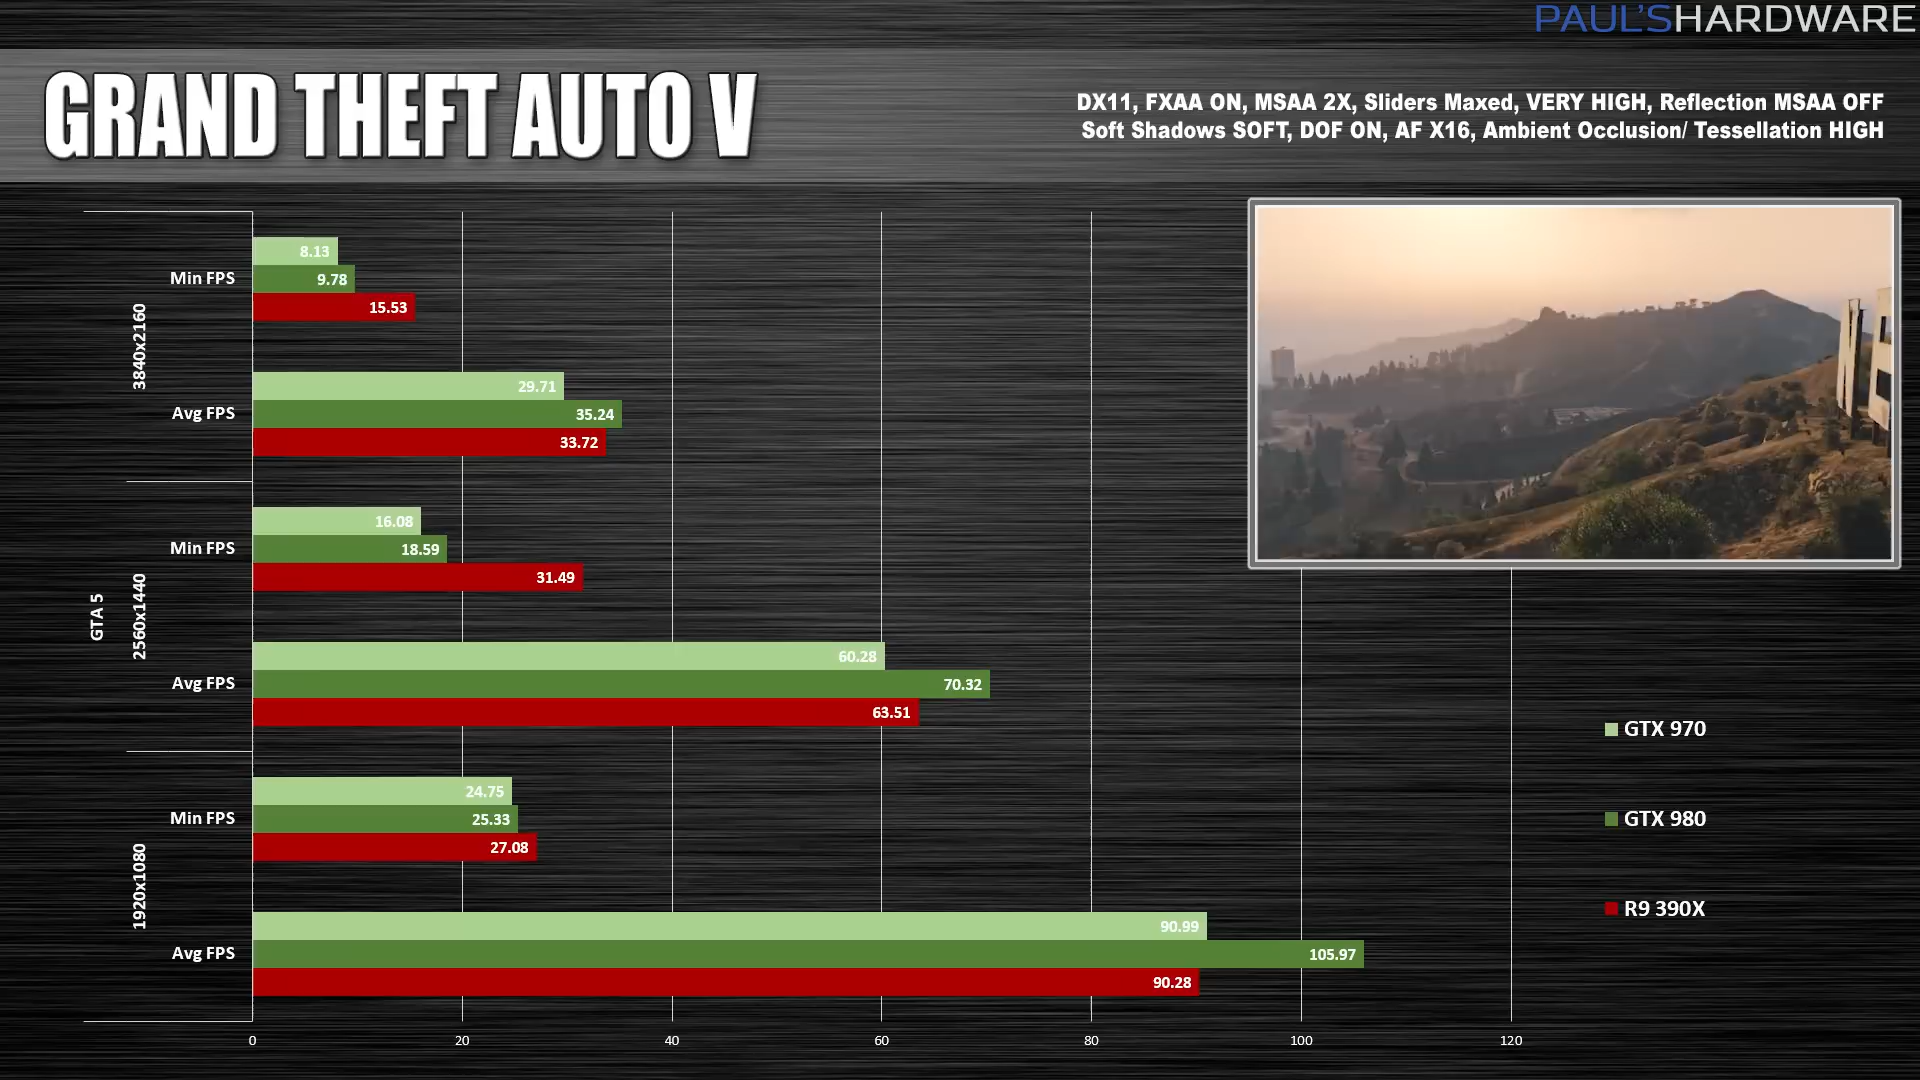 PAUL'SHARDWARE
GRAND THEFT AUTO V
DX11, FXAA ON, MSAA 2X, Sliders Maxed, VERY HIGH, Reflection MSAA OFF
Soft Shadows SOFT, DOF ON, AF X16, Ambient Occlusion/ Tessellation HIGH
GTA 5
3840x2160
Min FPS
8.13
9.78
15.53
Avg FPS
29.71
35.24
33.72
2560x1440
Min FPS
16.08
18.59
31.49
Avg FPS
60.28
70.32
63.51
1920x1080
Min FPS
24.75
25.33
27.08
Avg FPS
90.99
105.97
90.28
0 20 40 60 80 100 120
GTX 970
GTX 980
R9 390X